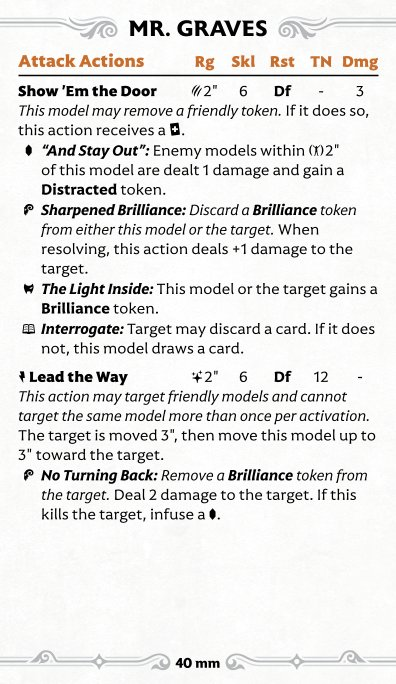 MR. GRAVES
Attack Actions Rg Skl Rst TN Dmg
Show ’Em the Door 2" 6 Df - 3
This model may remove a friendly token. If it does so,
this action receives a .
“And Stay Out”: Enemy models within 2"
of this model are dealt 1 damage and gain a
Distracted token.
Sharpened Brilliance: Discard a Brilliance token
from either this model or the target. When
resolving, this action deals +1 damage to the
target.
The Light Inside: This model or the target gains a
Brilliance token.
Interrogate: Target may discard a card. If it does
not, this model draws a card.
Lead the Way 2" 6 Df 12 -
This action may target friendly models and cannot
target the same model more than once per activation.
The target is moved 3", then move this model up to
3" toward the target.
No Turning Back: Remove a Brilliance token from
the target. Deal 2 damage to the target. If this
kills the target, infuse a .
40 mm